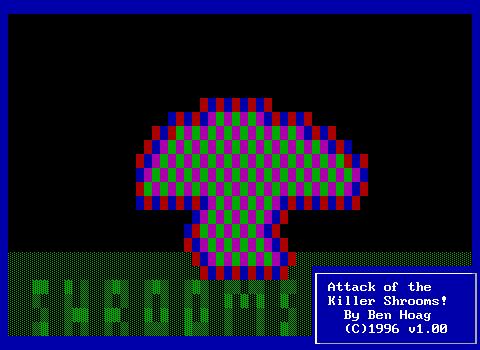 Attack of the
Killer Shrooms!
By Ben Hoag
(C)1996 v1.00